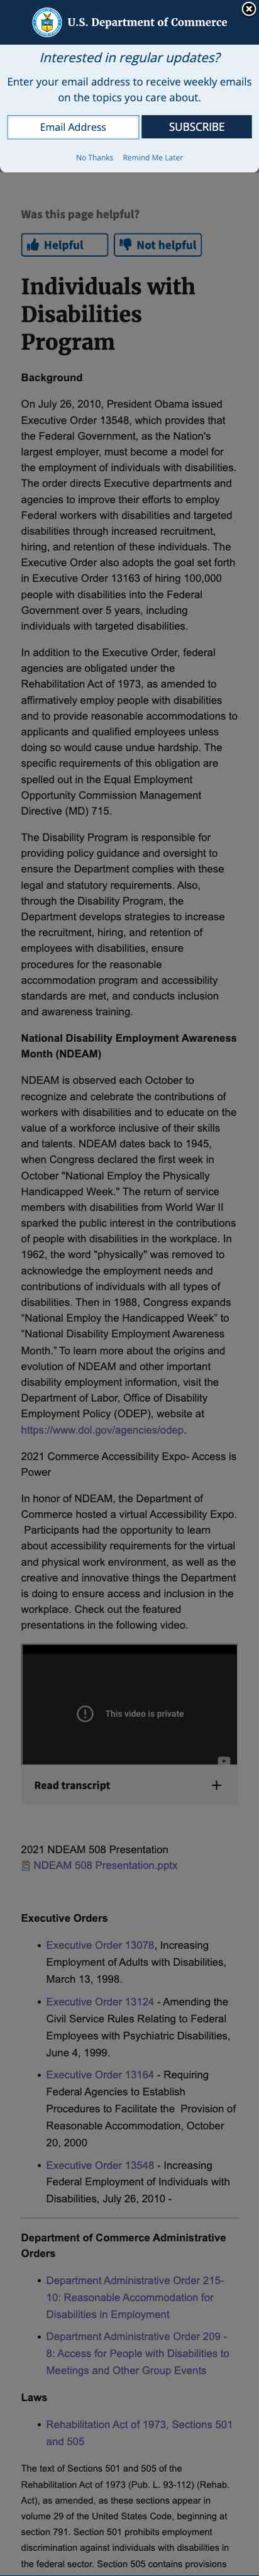 U.S. Department of Commerce
Interested in regular updates?
Enter your email address to receive weekly emails
on the topics you care about.
Email Address
SUBSCRIBE
No Thanks Remind Me Later
Was this page helpful?
Helpful
Not helpful
Individuals with
Disabilities
Program
Background
On July 26, 2010, President Obama issued
Executive Order 13548, which provides that
the Federal Government, as the Nation's
largest employer, must become a model for
the employment of individuals with disabilities.
The order directs Executive departments and
agencies to improve their efforts to employ
Federal workers with disabilities and targeted
disabilities through increased recruitment,
hiring, and retention of these individuals. The
Executive Order also adopts the goal set forth
in Executive Order 13163 of hiring 100,000
people with disabilities into the Federal
Government over 5 years, including
individuals with targeted disabilities.
In addition to the Executive Order, federal
agencies are obligated under the
Rehabilitation Act of 1973, as amended to
affirmatively employ people with disabilities
and to provide reasonable accommodations to
applicants and qualified employees unless
doing so would cause undue hardship. The
specific requirements of this obligation are
spelled out in the Equal Employment
Opportunity Commission Management
Directive (MD) 715.
The Disability Program is responsible for
providing policy guidance and oversight to
ensure the Department complies with these
legal and statutory requirements. Also,
through the Disability Program, the
Department develops strategies to increase
the recruitment, hiring, and retention of
employees with disabilities, ensure
procedures for the reasonable
accommodation program and accessibility
standards are met, and conducts inclusion
and awareness training.
National Disability Employment Awareness
Month (NDEAM)
NDEAM is observed each October to
recognize and celebrate the contributions of
workers with disabilities and to educate on the
value of a workforce inclusive of their skills
and talents. NDEAM dates back to 1945,
when Congress declared the first week in
October "National Employ the Physically
Handicapped Week." The return of service
members with disabilities from World War II
sparked the public interest in the contributions
of people with disabilities in the workplace. In
1962, the word "physically" was removed to
acknowledge the employment needs and
contributions of individuals with all types of
disabilities. Then in 1988, Congress expands
"National Employ the Handicapped Week" to
"National Disability Employment Awareness
Month." To learn more about the origins and
evolution of NDEAM and other important
disability employment information, visit the
Department of Labor, Office of Disability
Employment Policy (ODEP), website at
https://www.dol.gov/agencies/odep.
2021 Commerce Accessibility Expo- Access is
Power
In honor of NDEAM, the Department of
Commerce hosted a virtual Accessibility Expo.
Participants had the opportunity to learn
about accessibility requirements for the virtual
and physical work environment, as well as the
creative and innovative things the Department
is doing to ensure access and inclusion in the
workplace. Check out the featured
presentations in the following video.
This video is private
Read transcript
2021 NDEAM 508 Presentation
NDEAM 508 Presentation.pptx
Executive Orders
• Executive Order 13078, Increasing
Employment of Adults with Disabilities,
March 13, 1998.
• Executive Order 13124 - Amending the
Civil Service Rules Relating to Federal
Employees with Psychiatric Disabilities,
June 4, 1999.
• Executive Order 13164 - Requiring
Federal Agencies to Establish
Procedures to Facilitate the Provision of
Reasonable Accommodation, October
20, 2000
• Executive Order 13548 - Increasing
Federal Employment of Individuals with
Disabilities, July 26, 2010 -
Department of Commerce Administrative
Orders
• Department Administrative Order 215-
10: Reasonable Accommodation for
Disabilities in Employment
• Department Administrative Order 209 -
8: Access for People with Disabilities to
Meetings and Other Group Events
Laws
• Rehabilitation Act of 1973, Sections 501
and 505
The text of Sections 501 and 505 of the
Rehabilitation Act of 1973 (Pub. L. 93-112) (Rehab.
Act), as amended, as these sections appear in
volume 29 of the United States Code, beginning at
section 791. Section 501 prohibits employment
discrimination against individuals with disabilities in
the federal sector. Section 505 contains provisions